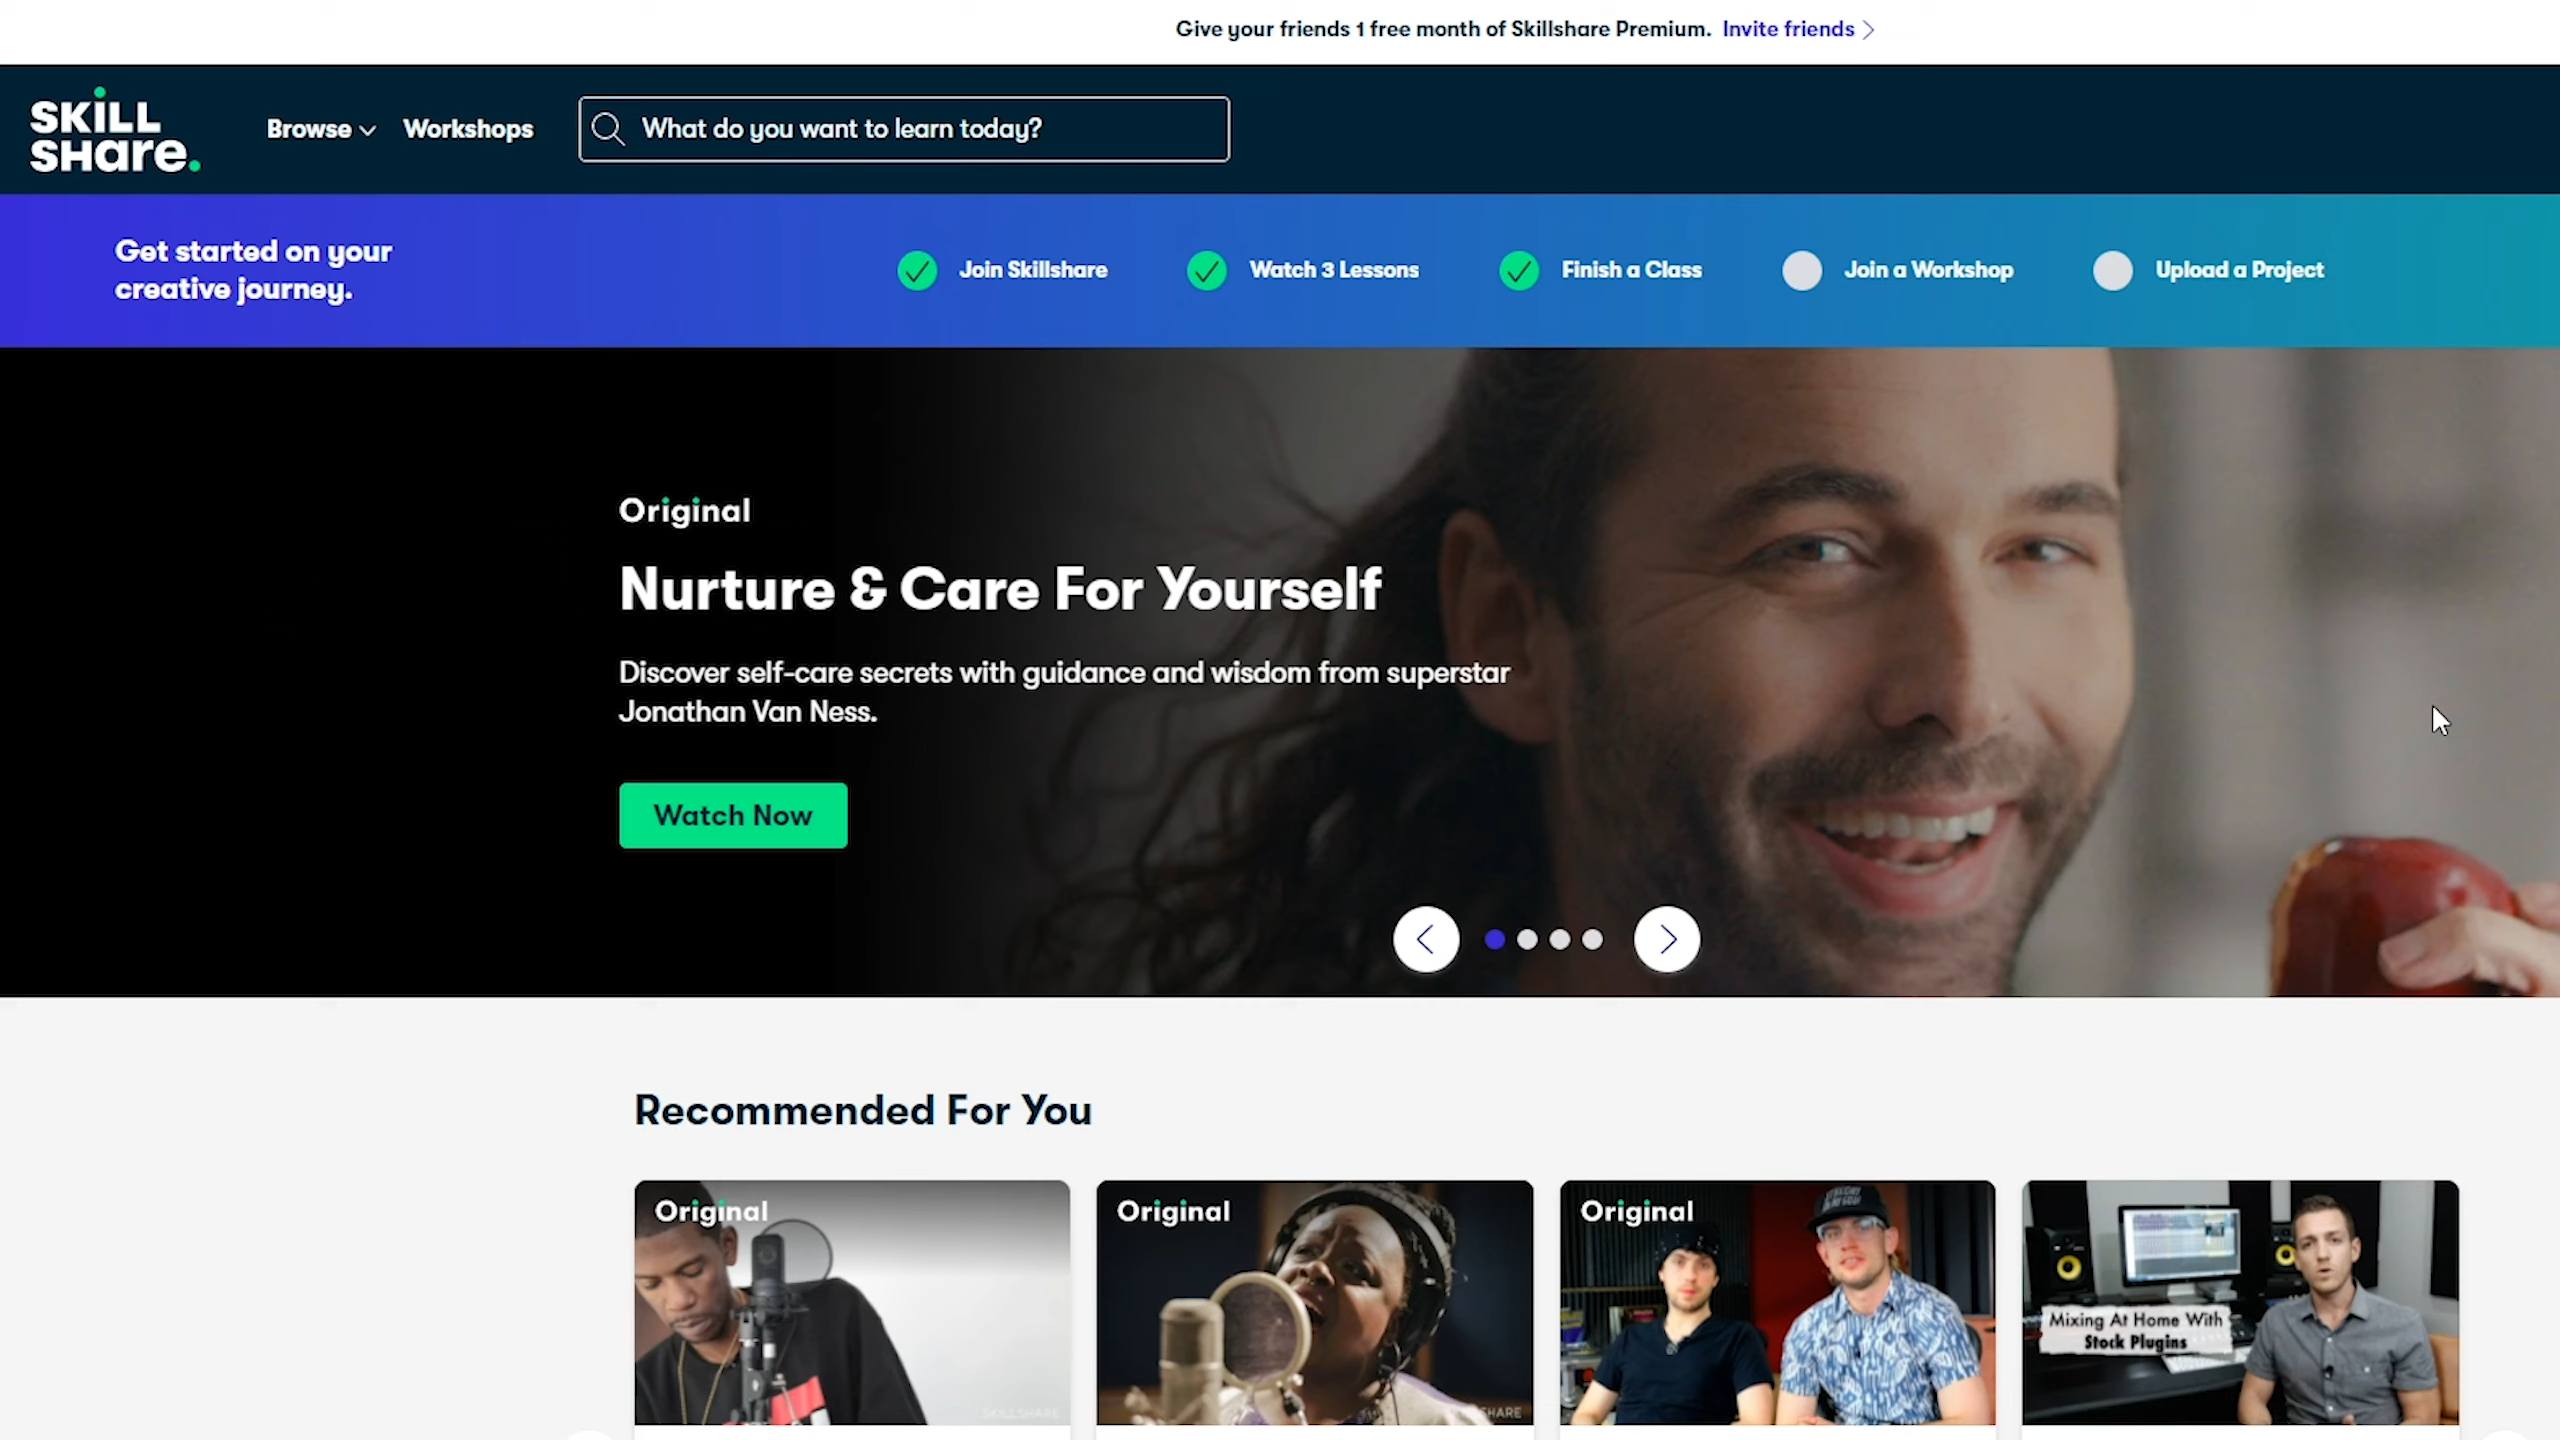 Give your friends 1 free month of Skillshare Premium. Invite friends
SKILL
SHare.
Browse
Workshops
What do you want to learn today?
Get started on your
creative journey.
Join Skillshare
Watch 3 Lessons
Finish a Class
Join a Workshop
Upload a Project
Original
Nurture & Care For Yourself
Discover self-care secrets with guidance and wisdom from superstar
Jonathan Van Ness.
Watch Now
Recommended For You
Original
Original
Original
Mixing At Home With
Stock Plugins
SKILLSHARE
HARE